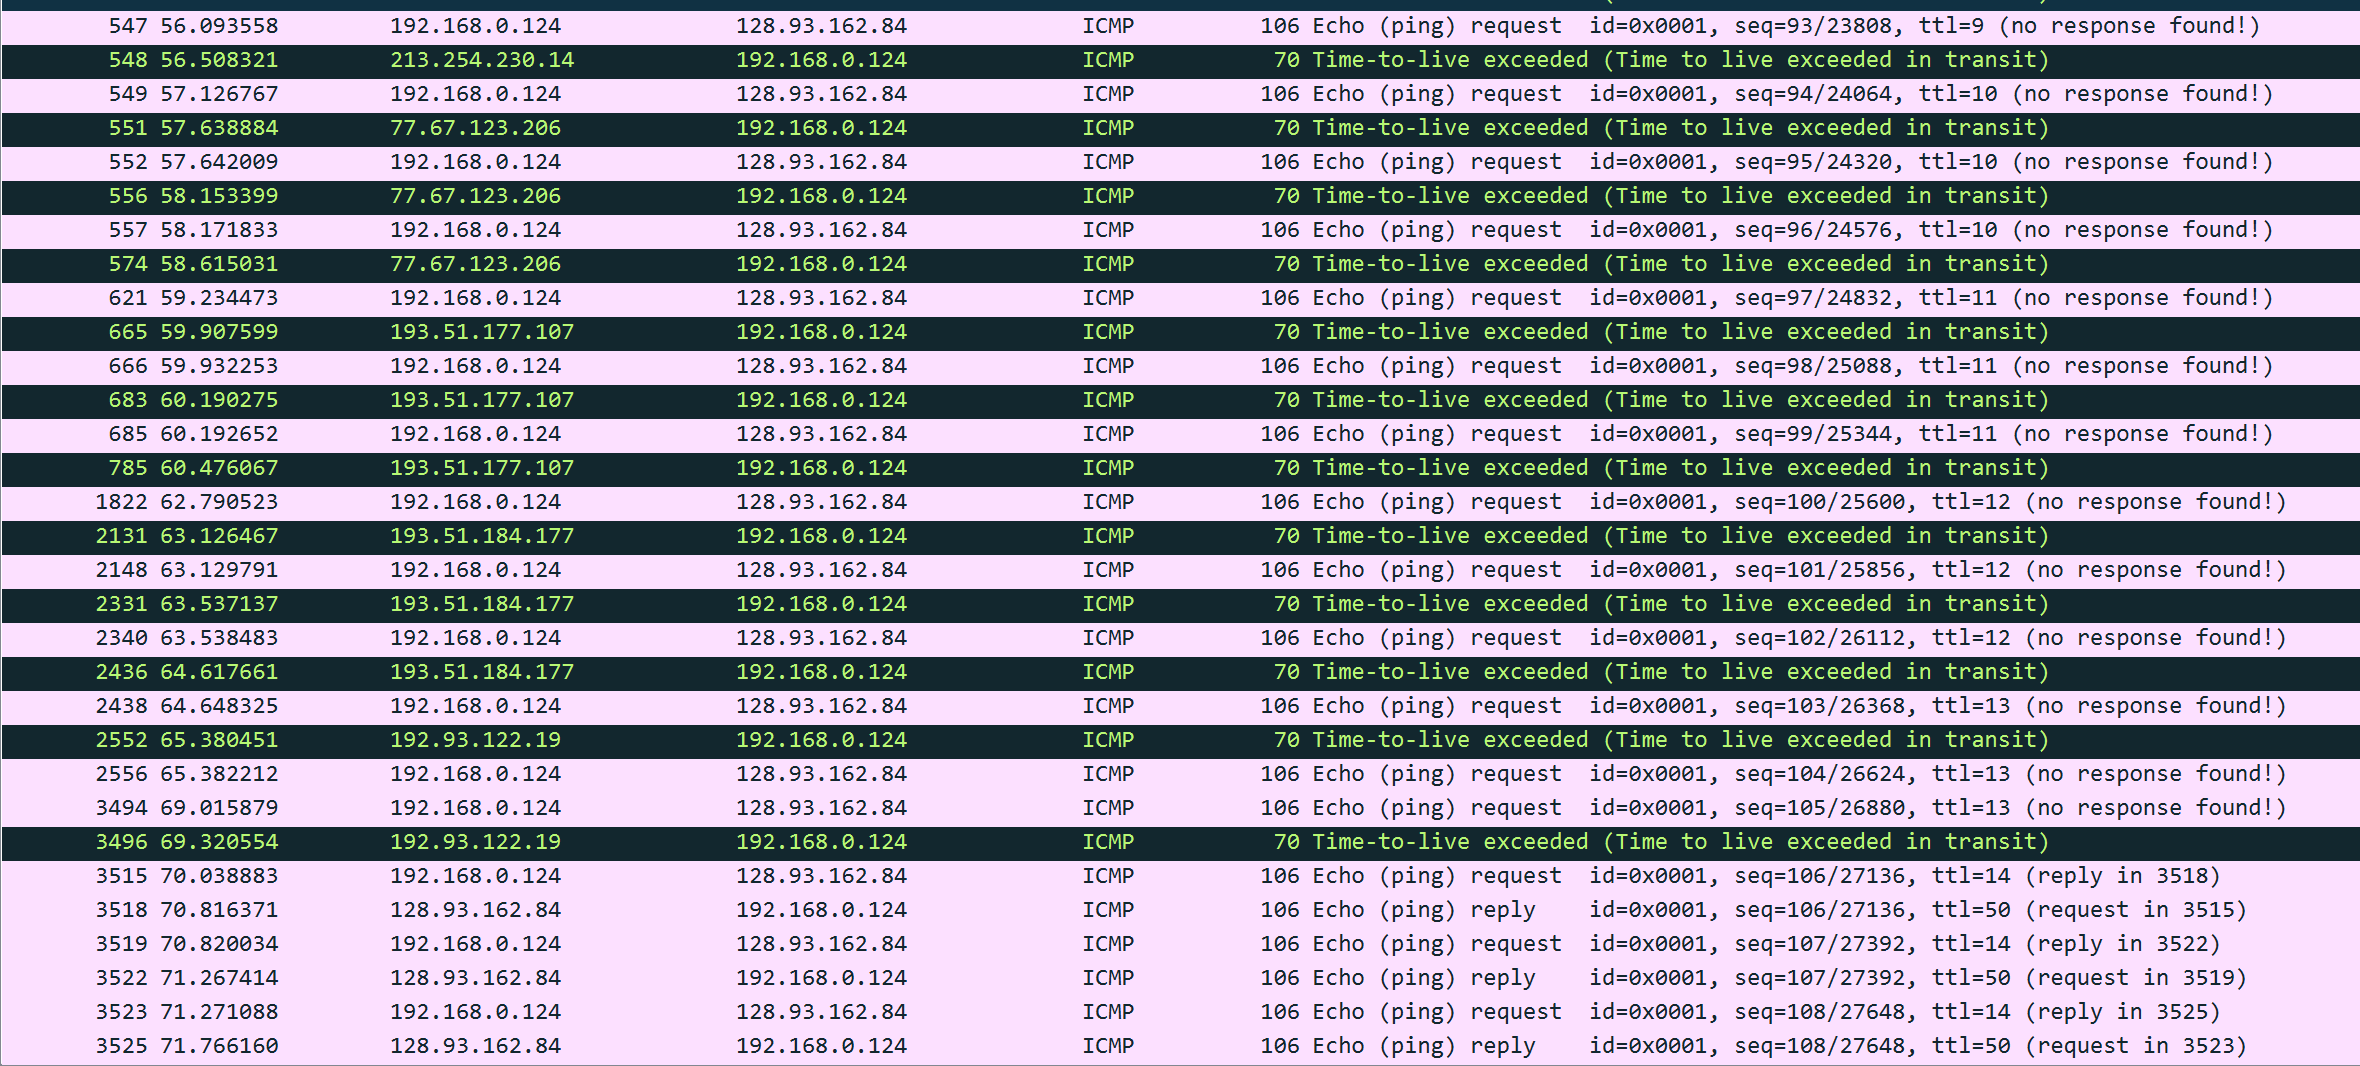 547 56.093558 192.168.0.124 128.93.162.84 ICMP 106 Echo (ping) request id=0x0001, seq=93/23808, ttl=9 (no response found!)
548 56.508321 213.254.230.14 192.168.0.124 ICMP 70 Time-to-live exceeded (Time to live exceeded in transit)
549 57.126767 192.168.0.124 128.93.162.84 ICMP 106 Echo (ping) request id=0x0001, seq=94/24064, ttl=10 (no response found!)
551 57.638884 77.67.123.206 192.168.0.124 ICMP 70 Time-to-live exceeded (Time to live exceeded in transit)
552 57.642009 192.168.0.124 128.93.162.84 ICMP 106 Echo (ping) request id=0x0001, seq=95/24320, ttl=10 (no response found!)
556 58.153399 77.67.123.206 192.168.0.124 ICMP 70 Time-to-live exceeded (Time to live exceeded in transit)
557 58.171833 192.168.0.124 128.93.162.84 ICMP 106 Echo (ping) request id=0x0001, seq=96/24576, ttl=10 (no response found!)
574 58.615031 77.67.123.206 192.168.0.124 ICMP 70 Time-to-live exceeded (Time to live exceeded in transit)
621 59.234473 192.168.0.124 128.93.162.84 ICMP 106 Echo (ping) request id=0x0001, seq=97/24832, ttl=11 (no response found!)
665 59.907599 193.51.177.107 192.168.0.124 ICMP 70 Time-to-live exceeded (Time to live exceeded in transit)
666 59.932253 192.168.0.124 128.93.162.84 ICMP 106 Echo (ping) request id=0x0001, seq=98/25088, ttl=11 (no response found!)
683 60.190275 193.51.177.107 192.168.0.124 ICMP 70 Time-to-live exceeded (Time to live exceeded in transit)
685 60.192652 192.168.0.124 128.93.162.84 ICMP 106 Echo (ping) request id=0x0001, seq=99/25344, ttl=11 (no response found!)
785 60.476067 193.51.177.107 192.168.0.124 ICMP 70 Time-to-live exceeded (Time to live exceeded in transit)
1822 62.790523 192.168.0.124 128.93.162.84 ICMP 106 Echo (ping) request id=0x0001, seq=100/25600, ttl=12 (no response found!)
2131 63.126467 193.51.184.177 192.168.0.124 ICMP 70 Time-to-live exceeded (Time to live exceeded in transit)
2148 63.129791 192.168.0.124 128.93.162.84 ICMP 106 Echo (ping) request id=0x0001, seq=101/25856, ttl=12 (no response found!)
2331 63.537137 193.51.184.177 192.168.0.124 ICMP 70 Time-to-live exceeded (Time to live exceeded in transit)
2340 63.538483 192.168.0.124 128.93.162.84 ICMP 106 Echo (ping) request id=0x0001, seq=102/26112, ttl=12 (no response found!)
2436 64.617661 193.51.184.177 192.168.0.124 ICMP 70 Time-to-live exceeded (Time to live exceeded in transit)
2438 64.648325 192.168.0.124 128.93.162.84 ICMP 106 Echo (ping) request id=0x0001, seq=103/26368, ttl=13 (no response found!)
2552 65.380451 192.93.122.19 192.168.0.124 ICMP 70 Time-to-live exceeded (Time to live exceeded in transit)
2556 65.382212 192.168.0.124 128.93.162.84 ICMP 106 Echo (ping) request id=0x0001, seq=104/26624, ttl=13 (no response found!)
3494 69.015879 192.168.0.124 128.93.162.84 ICMP 106 Echo (ping) request id=0x0001, seq=105/26880, ttl=13 (no response found!)
3496 69.320554 192.93.122.19 192.168.0.124 ICMP 70 Time-to-live exceeded (Time to live exceeded in transit)
3515 70.038883 192.168.0.124 128.93.162.84 ICMP 106 Echo (ping) request id=0x0001, seq=106/27136, ttl=14 (reply in 3518)
3518 70.816371 128.93.162.84 192.168.0.124 ICMP 106 Echo (ping) reply id=0x0001, seq=106/27136, ttl=50 (request in 3515)
3519 70.820034 192.168.0.124 128.93.162.84 ICMP 106 Echo (ping) request id=0x0001, seq=107/27392, ttl=14 (reply in 3522)
3522 71.267414 128.93.162.84 192.168.0.124 ICMP 106 Echo (ping) reply id=0x0001, seq=107/27392, ttl=50 (request in 3519)
3523 71.271088 192.168.0.124 128.93.162.84 ICMP 106 Echo (ping) request id=0x0001, seq=108/27648, ttl=14 (reply in 3525)
3525 71.766160 128.93.162.84 192.168.0.124 ICMP 106 Echo (ping) reply id=0x0001, seq=108/27648, ttl=50 (request in 3523)